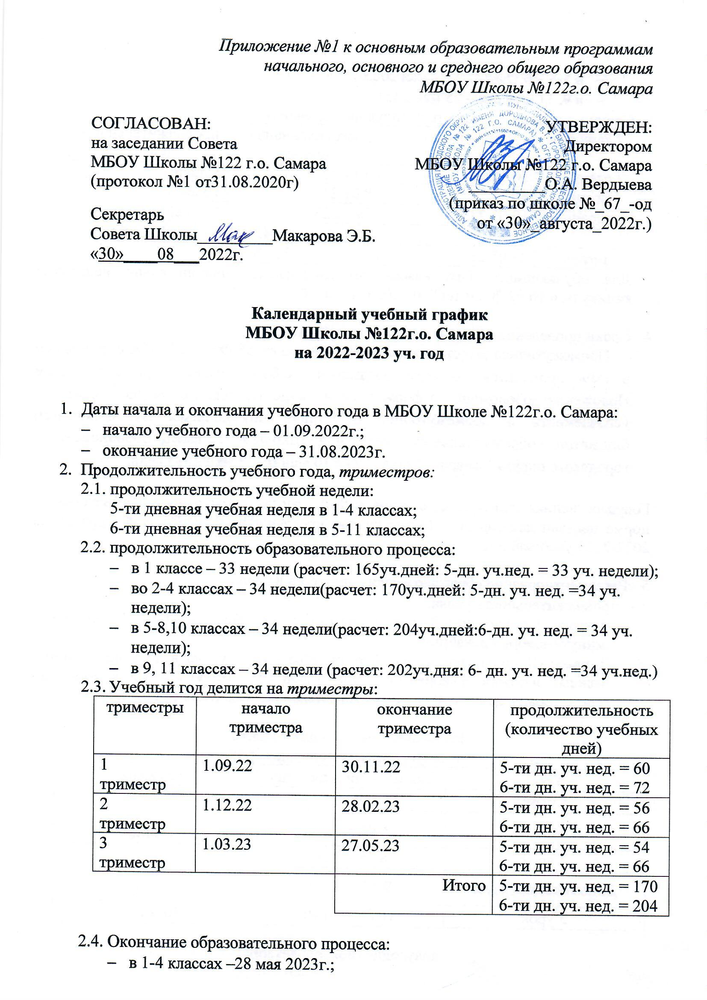 Приложение №1 к основным образовательным программам
начального, основного и среднего общего образования
МБОУ Школы №122г.о. Самара
СОГЛАСОВАН:
на заседании Совета
МБОУ Школы №122 г.о. Самара
(протокол №1 от31.08.2020г)
Секретарь
Совета Школы_________Макарова Э.Б.
«30»____08___2022г.
УТВЕРЖДЕН:
Директором
МБОУ Школы №122 г.о. Самара
_________О.А. Вердыева
(приказ по школе №_67_-од
от «30»_августа_2022г.)
Календарный учебный график
МБОУ Школы №122г.о. Самара
на 2022-2023 уч. год
1. Даты начала и окончания учебного года в МБОУ Школе №122г.о. Самара:
– начало учебного года – 01.09.2022г.;
– окончание учебного года – 31.08.2023г.
2. Продолжительность учебного года, триместров:
2.1. продолжительность учебной недели:
5-ти дневная учебная неделя в 1-4 классах;
6-ти дневная учебная неделя в 5-11 классах;
2.2. продолжительность образовательного процесса:
– в 1 классе – 33 недели (расчет: 165уч.дней: 5-дн. уч.нед. = 33 уч. недели);
– во 2-4 классах – 34 недели(расчет: 170уч.дней: 5-дн. уч. нед. =34 уч.
недели);
– в 5-8,10 классах – 34 недели(расчет: 204уч.дней:6-дн. уч. нед. = 34 уч.
недели);
– в 9, 11 классах – 34 недели (расчет: 202уч.дня: 6- дн. уч. нед. =34 уч.нед.)
2.3. Учебный год делится на триместры:
триместры
начало
триместра
окончание
триместра
продолжительность
(количество учебных
дней)
1
триместр
1.09.22
30.11.22
5-ти дн. уч. нед. = 60
6-ти дн. уч. нед. = 72
2
триместр
1.12.22
28.02.23
5-ти дн. уч. нед. = 56
6-ти дн. уч. нед. = 66
3
триместр
1.03.23
27.05.23
5-ти дн. уч. нед. = 54
6-ти дн. уч. нед. = 66
Итого
5-ти дн. уч. нед. = 170
6-ти дн. уч. нед. = 204
2.4. Окончание образовательного процесса:
– в 1-4 классах –28 мая 2023г.;